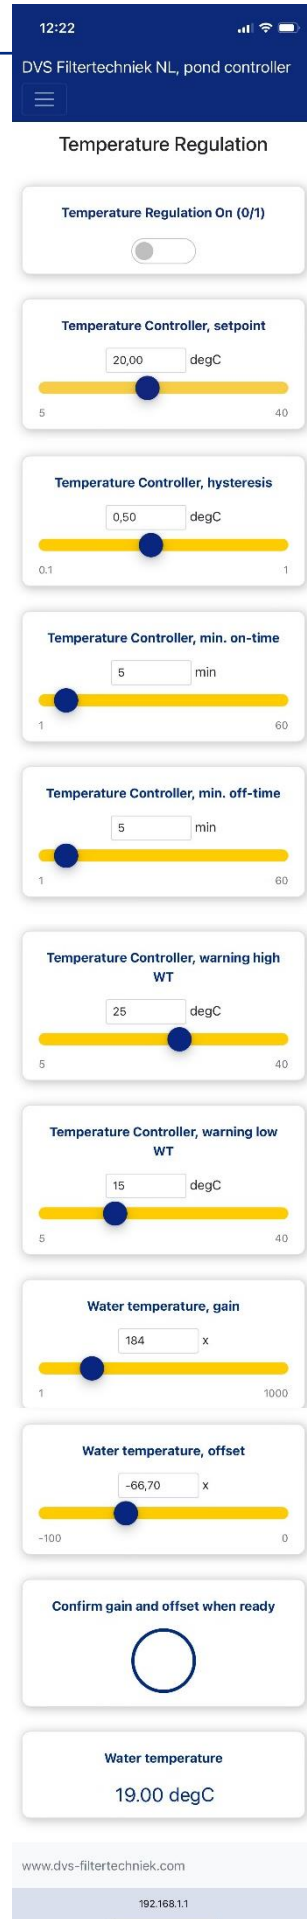 12:22
DVS Filtertechniek NL, pond controller
Temperature Regulation
Temperature Regulation On (0/1)
Temperature Controller, setpoint
20,00 degC
5 40
Temperature Controller, hysteresis
0,50 degC
0.1 1
Temperature Controller, min. on-time
5 min
1 60
Temperature Controller, min. off-time
5 min
1 60
Temperature Controller, warning high
WT
25 degC
5 40
Temperature Controller, warning low
WT
15 degC
5 40
Water temperature, gain
184 x
1 1000
Water temperature, offset
-66,70 x
-100 0
Confirm gain and offset when ready
Water temperature
19.00 degC
www.dvs-filtertechniek.com
192.168.1.1